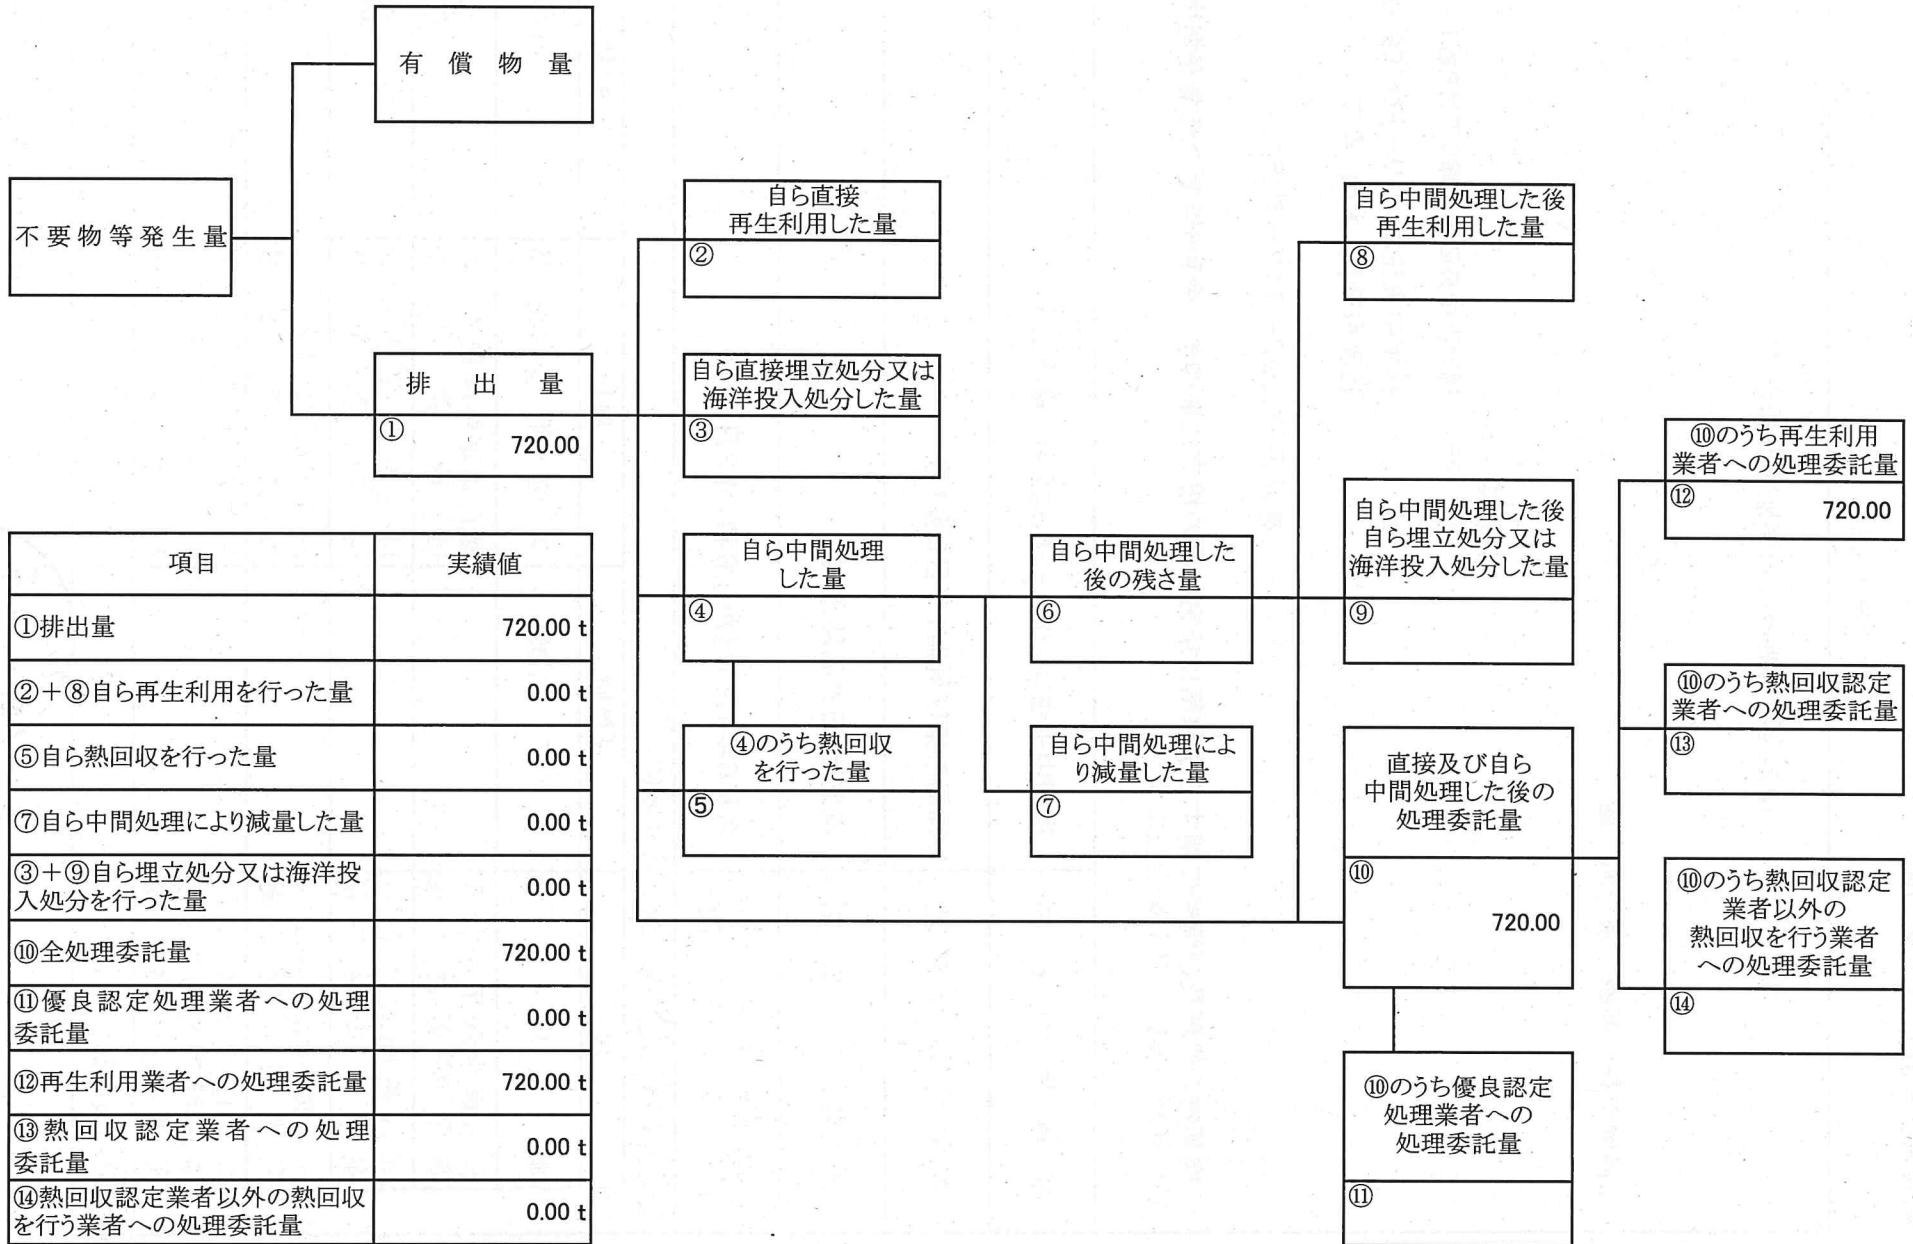 有償物量
不要物等発生量
排出量
①
720.00
自ら直接
再生利用した量
②
自ら直接埋立処分又は
海洋投入処分した量
③
自ら中間処理
した量
④
④のうち熱回収
を行った量
⑤
自ら中間処理した
後の残さ量
⑥
自ら中間処理によ
り減量した量
⑦
自ら中間処理した後
再生利用した量
⑧
自ら中間処理した後
自ら埋立処分又は
海洋投入処分した量
⑨
直接及び自ら
中間処理した後の
処理委託量
⑩
720.00
⑩のうち優良認定
処理業者への
処理委託量
⑪
⑩のうち再生利用
業者への処理委託量
⑫
720.00
⑩のうち熱回収認定
業者への処理委託量
⑬
⑩のうち熱回収認定
業者以外の
熱回収を行う業者
への処理委託量
⑭
項目 実績値
①排出量 720.00 t
②+⑧自ら再生利用を行った量 0.00 t
⑤自ら熱回収を行った量 0.00 t
⑦自ら中間処理により減量した量 0.00 t
③+⑨自ら埋立処分又は海洋投
入処分を行った量 0.00 t
⑩全処理委託量 720.00 t
⑪優良認定処理業者への処理
委託量 0.00 t
⑫再生利用業者への処理委託量 720.00 t
⑬熱回収認定業者への処理
委託量 0.00 t
⑭熱回収認定業者以外の熱回収
を行う業者への処理委託量 0.00 t